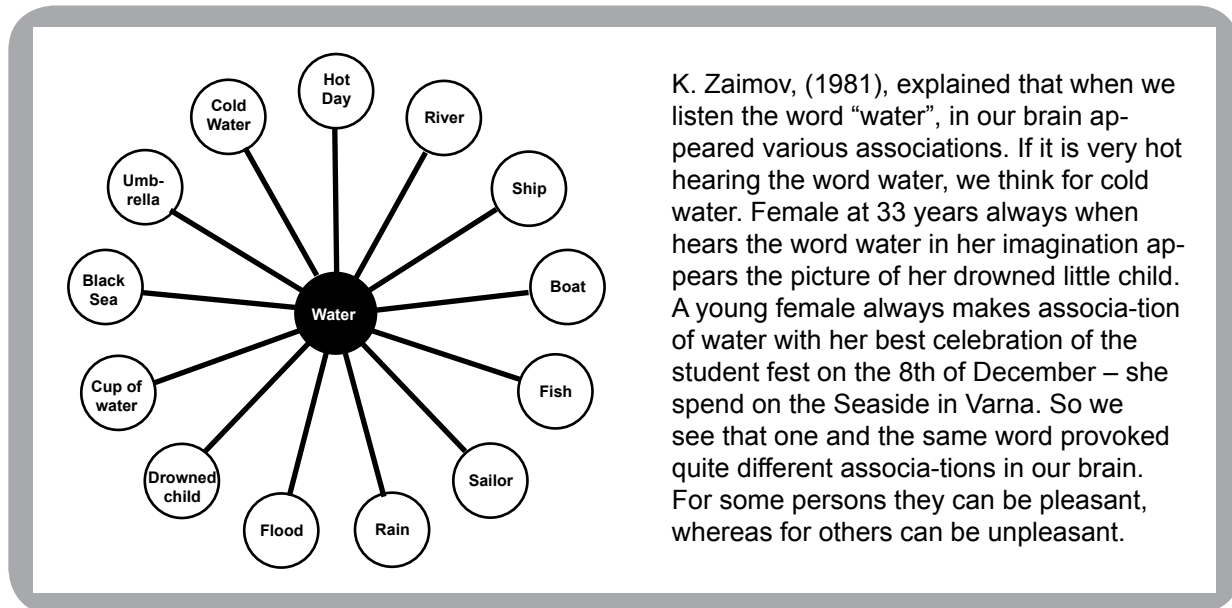 Hot
Day
River
Ship
Boat
Fish
Sailor
Rain
Flood
Drowned
child
Cup of
water
Black
Sea
Umb-
rella
Cold
Water
Water
K. Zaimov, (1981), explained that when we
listen the word “water”, in our brain ap-
peared various associations. If it is very hot
hearing the word water, we think for cold
water. Female at 33 years always when
hears the word water in her imagination ap-
pears the picture of her drowned little child.
A young female always makes associa-tion
of water with her best celebration of the
student fest on the 8th of December – she
spend on the Seaside in Varna. So we
see that one and the same word provoked
quite different associa-tions in our brain.
For some persons they can be pleasant,
whereas for others can be unpleasant.